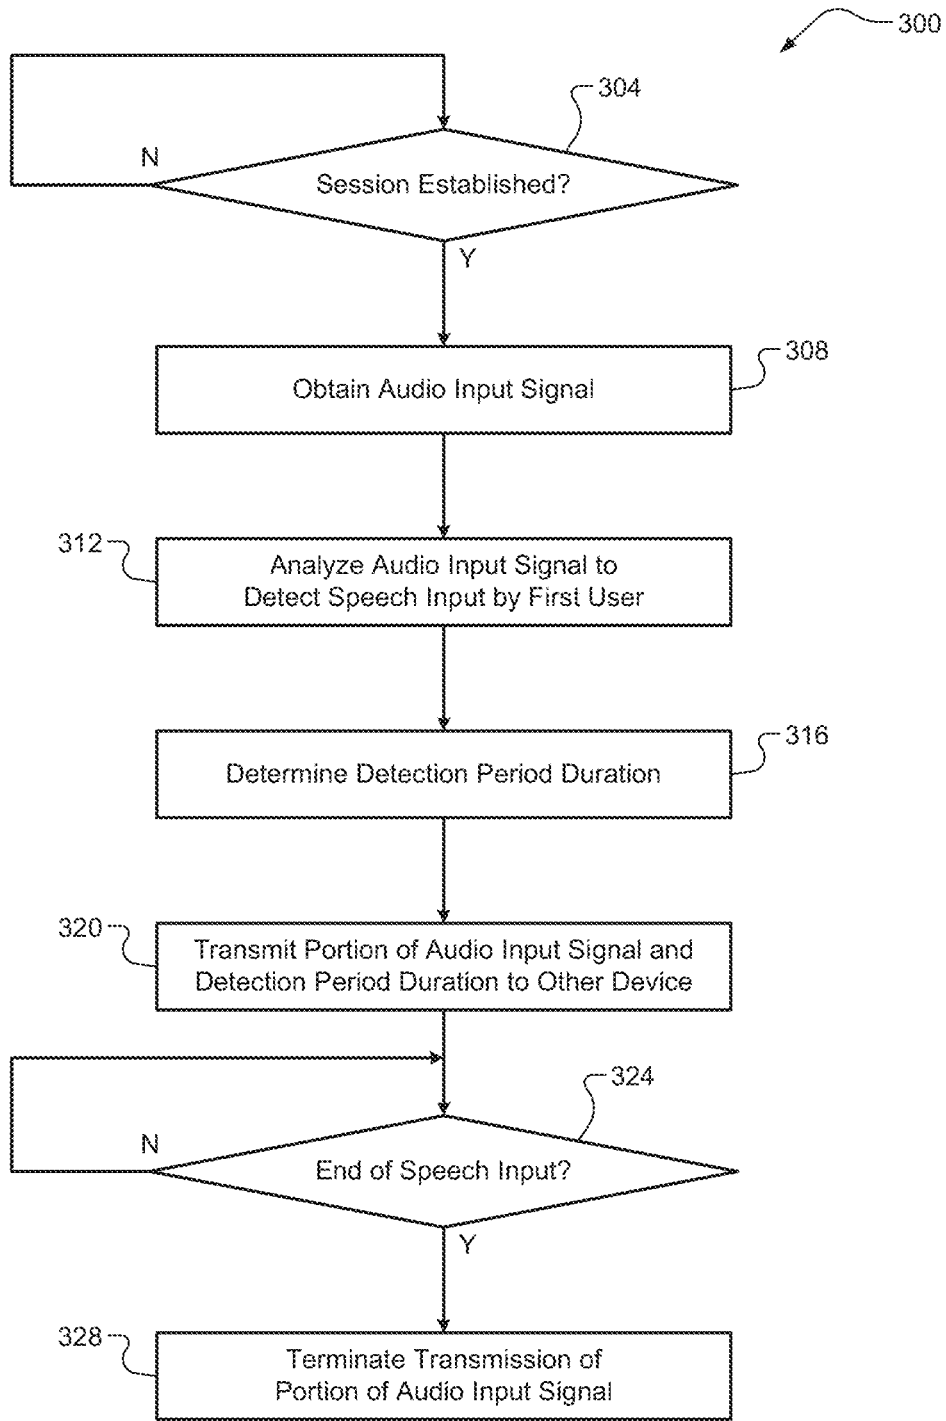 300
304
N
Session Established?
Y
308
Obtain Audio Input Signal
312
Analyze Audio Input Signal to
Detect Speech Input by First User
316
Determine Detection Period Duration
320
Transmit Portion of Audio Input Signal and
Detection Period Duration to Other Device
324
N
End of Speech Input?
Y
328
Terminate Transmission of
Portion of Audio Input Signal